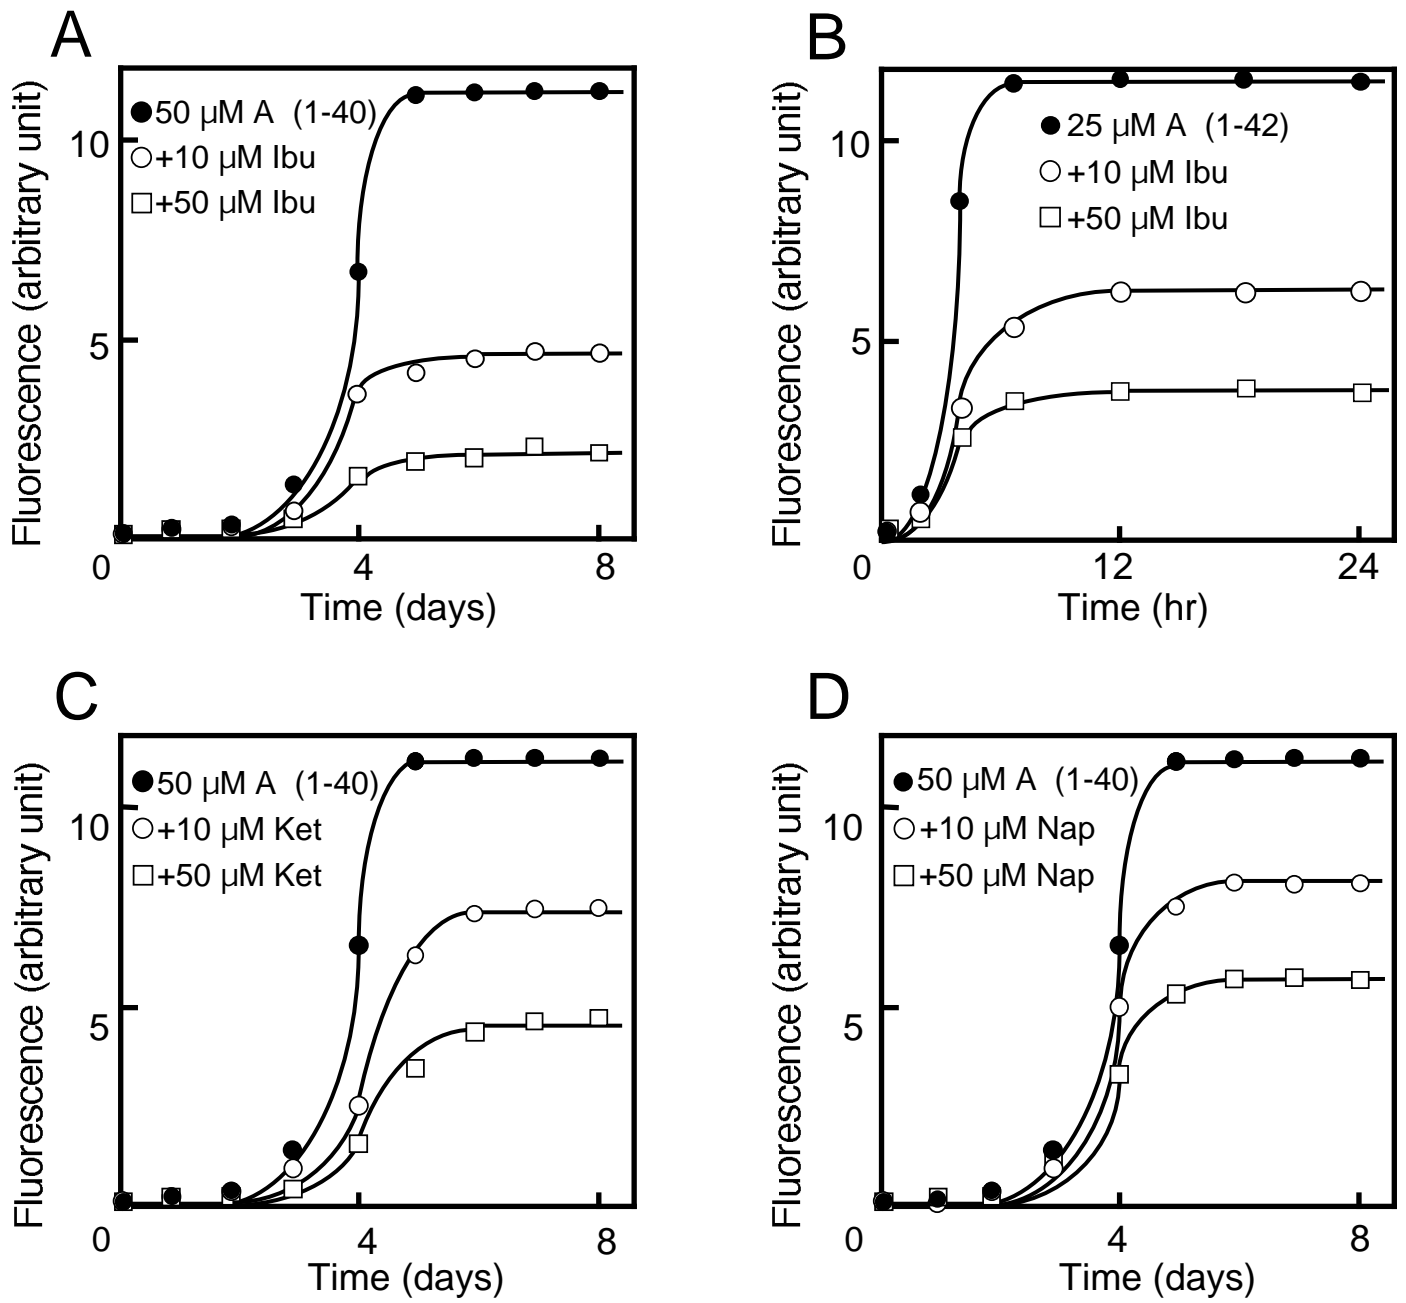 A
Fluorescence (arbitrary unit)
10
5
0
4
8
Time (days)
50 µM A (1-40)
+10 µM Ibu
+50 µM Ibu
B
Fluorescence (arbitrary unit)
10
5
0
12
24
Time (hr)
25 µM A (1-42)
+10 µM Ibu
+50 µM Ibu
C
Fluorescence (arbitrary unit)
10
5
0
4
8
Time (days)
50 µM A (1-40)
+10 µM Ket
+50 µM Ket
D
Fluorescence (arbitrary unit)
10
5
0
4
8
Time (days)
50 µM A (1-40)
+10 µM Nap
+50 µM Nap